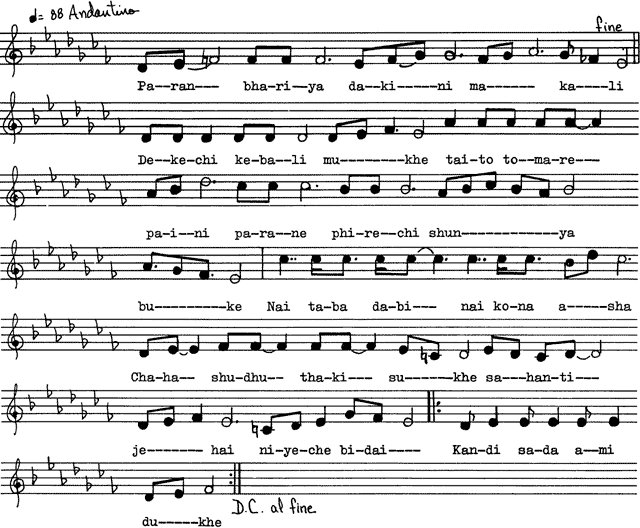 ♩= 88 Andantino
fine
Pa--ran--- bha--ri--ya da--ki----ni ma------ ka----li
De--ke--chi ke-ba--li mu--------khe tai--to to--ma-re---
pa--i--ni pa--ra--ne phi--re--chi shun------------ya
bu---------ke Nai ta-ba da-bi--- nai ko-na a----sha
Cha-ha-- shu-dhu-- tha-ki--- su-----khe sa--han-ti---
je------ hai ni-ye-che bi-dai---- Kan-di sa-da a--mi
du-----khe
D.C. al fine